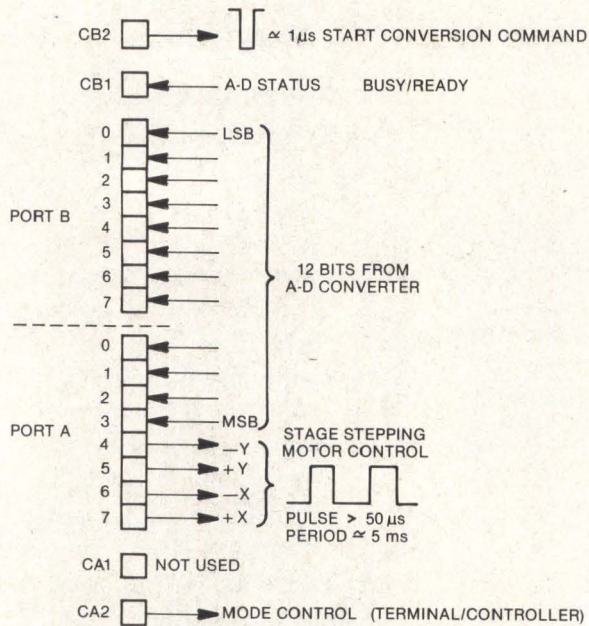 CB2 ≃ 1μs START CONVERSION COMMAND
CB1 A-D STATUS BUSY/READY
0 LSB
1
2
3
PORT B
4
5
6
7
12 BITS FROM
A-D CONVERTER
0
1
2
3 MSB
PORT A
4 –Y
5 +Y
6 –X
7 +X
STAGE STEPPING
MOTOR CONTROL
PULSE > 50 μs
PERIOD ≃ 5 ms
CA1 NOT USED
CA2 MODE CONTROL (TERMINAL/CONTROLLER)